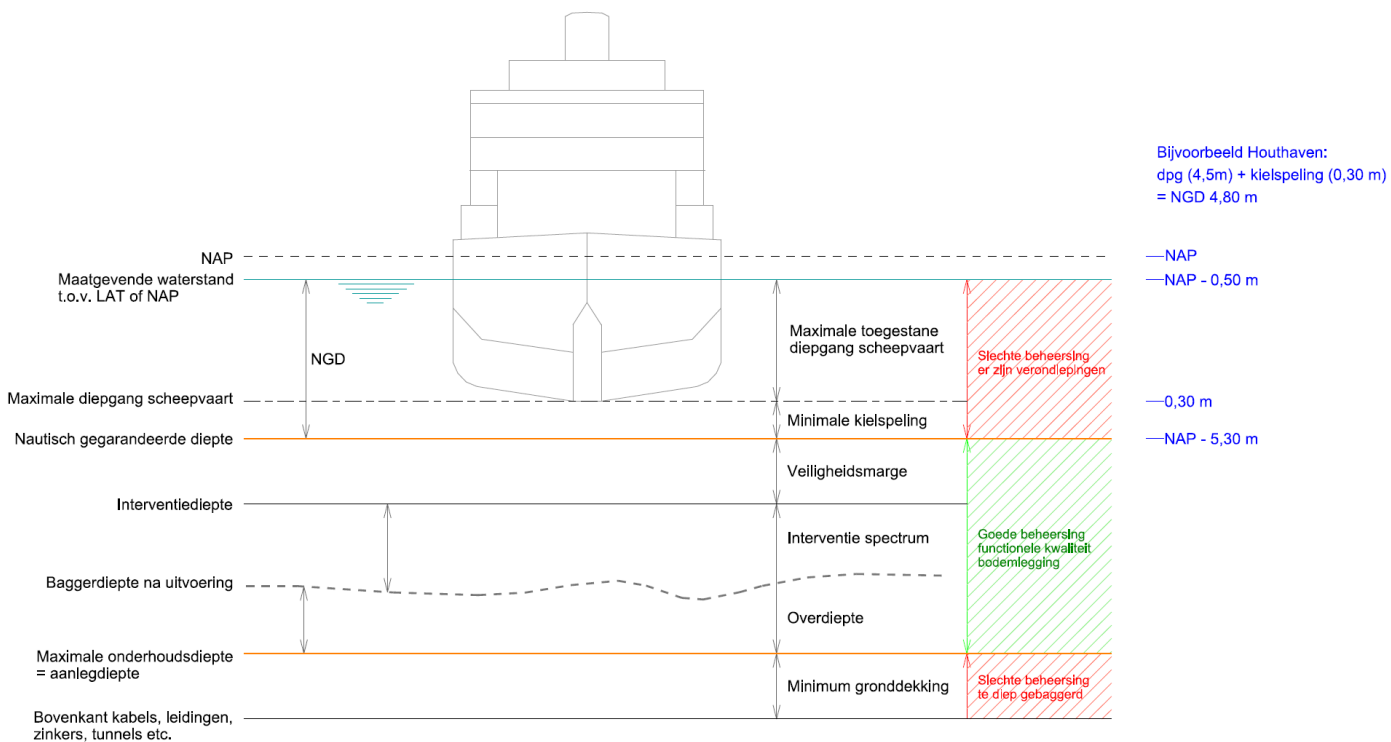 Bijvoorbeeld Houthaven:
dpg (4,5m) + kielspeling (0,30 m)
= NGD 4,80 m
NAP
NAP
Maatgevende waterstand
t.o.v. LAT of NAP
NAP - 0,50 m
NGD
Maximale toegestane
diepgang scheepvaart
Slechte beheersing
er zijn verondiepingen
Maximale diepgang scheepvaart
0,30 m
Minimale kielspeling
Nautisch gegarandeerde diepte
NAP - 5,30 m
Veiligheidsmarge
Interventiediepte
Interventie spectrum
Goede beheersing
functionele kwaliteit
bodemlegging
Baggerdiepte na uitvoering
Overdiepte
Maximale onderhoudsdiepte
= aanlegdiepte
Minimum gronddekking
Slechte beheersing
te diep gebaggerd
Bovenkant kabels, leidingen,
zinkers, tunnels etc.